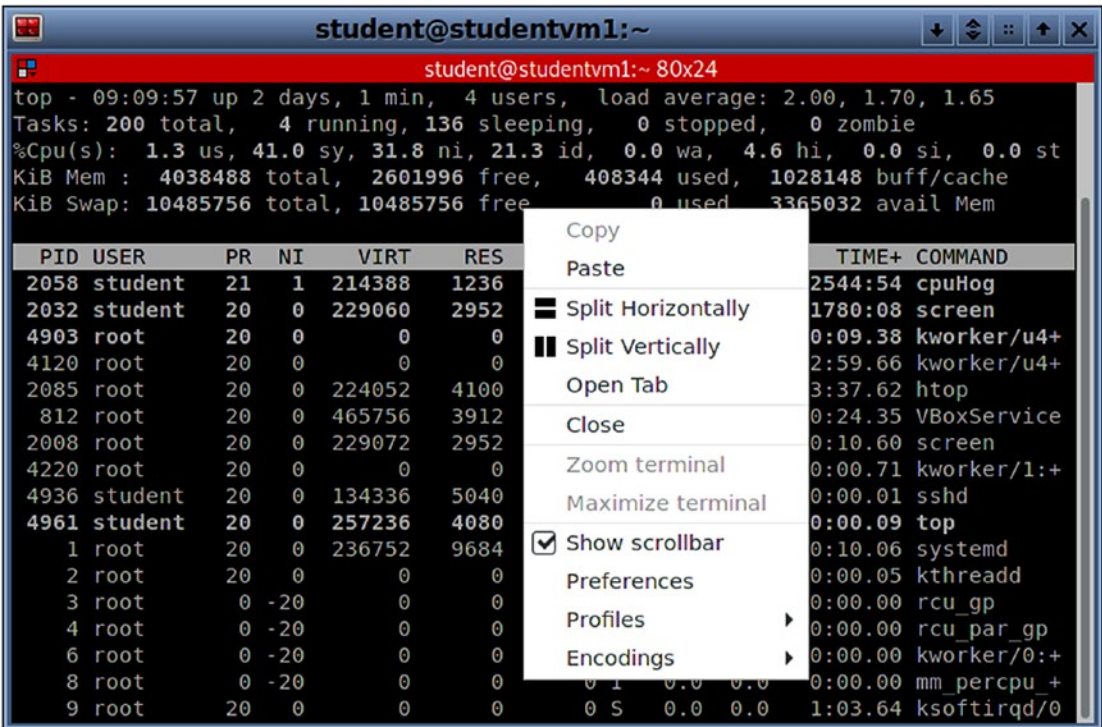 student@studentvm1:~
student@studentvm1:~ 80x24
top - 09:09:57 up 2 days, 1 min, 4 users, load average: 2.00, 1.70, 1.65
Tasks: 200 total, 4 running, 136 sleeping, 0 stopped, 0 zombie
%Cpu(s): 1.3 us, 41.0 sy, 31.8 ni, 21.3 id, 0.0 wa, 4.6 hi, 0.0 si, 0.0 st
KiB Mem : 4038488 total, 2601996 free, 408344 used, 1028148 buff/cache
KiB Swap: 10485756 total, 10485756 free 0 used 3365032 avail Mem
PID USER PR NI VIRT RES TIME+ COMMAND
2058 student 21 1 214388 1236 2544:54 cpuHog
2032 student 20 0 229060 2952 1780:08 screen
4903 root 20 0 0 0 0:09.38 kworker/u4+
4120 root 20 0 0 0 2:59.66 kworker/u4+
2085 root 20 0 224052 4100 3:37.62 htop
812 root 20 0 465756 3912 0:24.35 VBoxService
2008 root 20 0 229072 2952 0:10.60 screen
4220 root 20 0 0 0 0:00.71 kworker/1:+
4936 student 20 0 134336 5040 0:00.01 sshd
4961 student 20 0 257236 4080 0:00.09 top
1 root 20 0 236752 9684 0:10.06 systemd
2 root 20 0 0 0 0:00.05 kthreadd
3 root 0 -20 0 0 0:00.00 rcu_gp
4 root 0 -20 0 0 0:00.00 rcu_par_gp
6 root 0 -20 0 0 0:00.00 kworker/0:+
8 root 0 -20 0 0 0 I 0.0 0.0 0:00.00 mm_percpu_+
9 root 20 0 0 0 0 S 0.0 0.0 1:03.64 ksoftirqd/0
Copy
Paste
Split Horizontally
Split Vertically
Open Tab
Close
Zoom terminal
Maximize terminal
Show scrollbar
Preferences
Profiles
Encodings